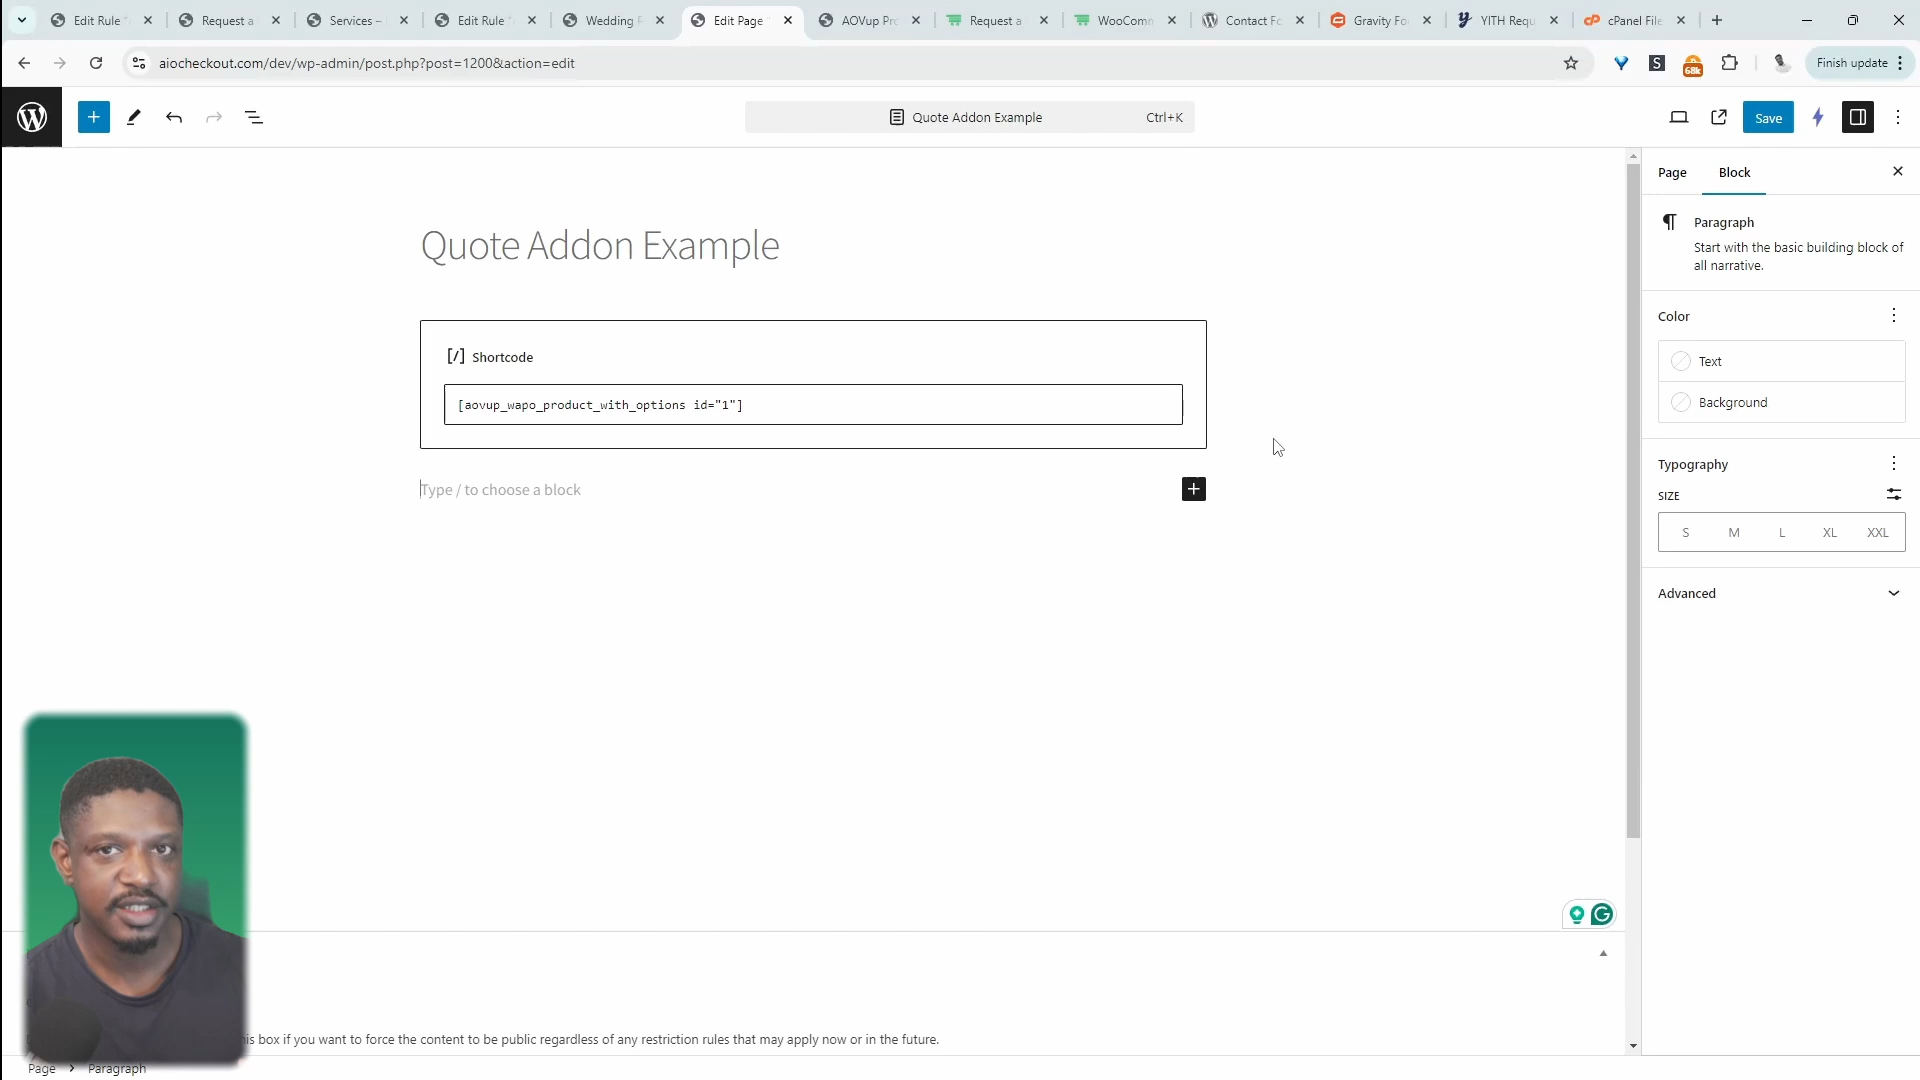 Edit Rule
Request a
Services –
Edit Rule
Wedding
Edit Page
AOVup Pr
Request a
WooComm
Contact Fo
Gravity Fo
YITH Requ
cPanel File
aiocheckout.com/dev/wp-admin/post.php?post=1200&action=edit
S
68k
Finish update
Quote Addon Example
Ctrl+K
Save
Page
Block
Paragraph
Start with the basic building block of
all narrative.
Quote Addon Example
Color
Text
Background
[/] Shortcode
[aovup_wapo_product_with_options id="1"]
Type / to choose a block
Typography
SIZE
S M L XL XXL
Advanced
is box if you want to force the content to be public regardless of any restriction rules that may apply now or in the future.
Page > Paragraph